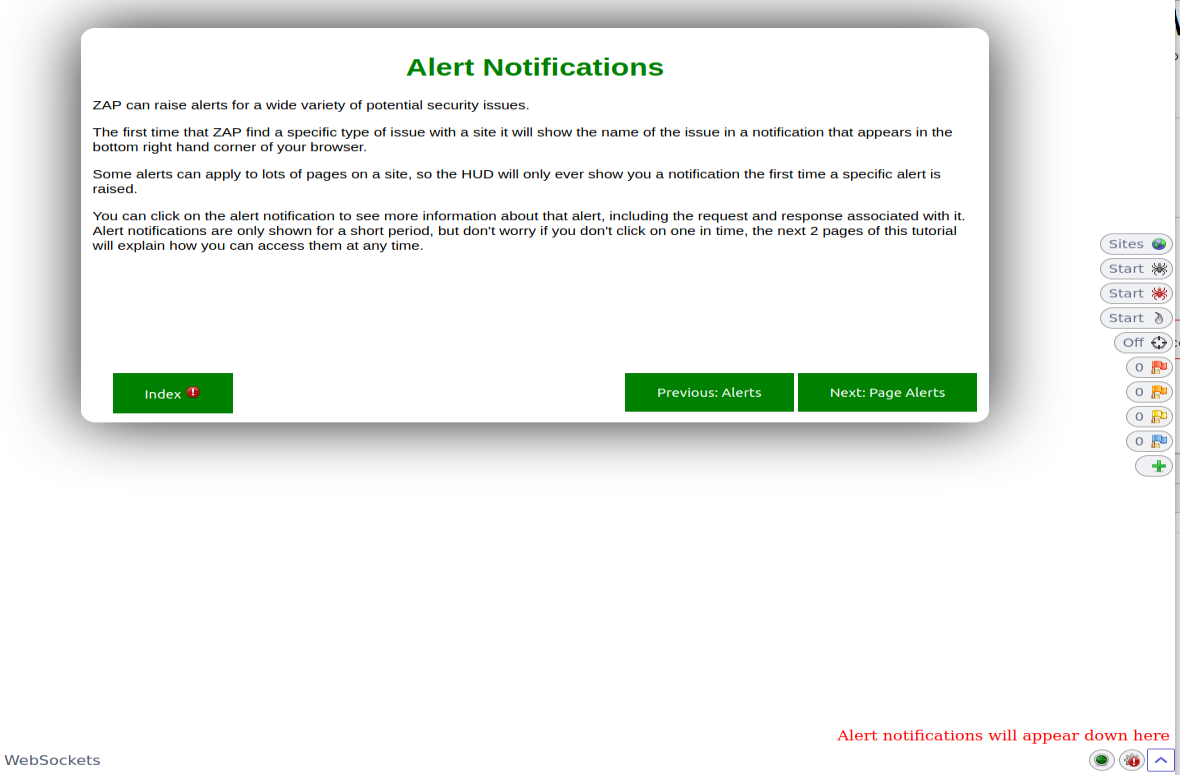 Alert Notifications
ZAP can raise alerts for a wide variety of potential security issues.
The first time that ZAP find a specific type of issue with a site it will show the name of the issue in a notification that appears in the
bottom right hand corner of your browser.
Some alerts can apply to lots of pages on a site, so the HUD will only ever show you a notification the first time a specific alert is
raised.
You can click on the alert notification to see more information about that alert, including the request and response associated with it.
Alert notifications are only shown for a short period, but don't worry if you don't click on one in time, the next 2 pages of this tutorial
will explain how you can access them at any time.
Index
Previous: Alerts
Next: Page Alerts
Sites
Start
Start
Start
Off
0
0
0
0
Alert notifications will appear down here
WebSockets